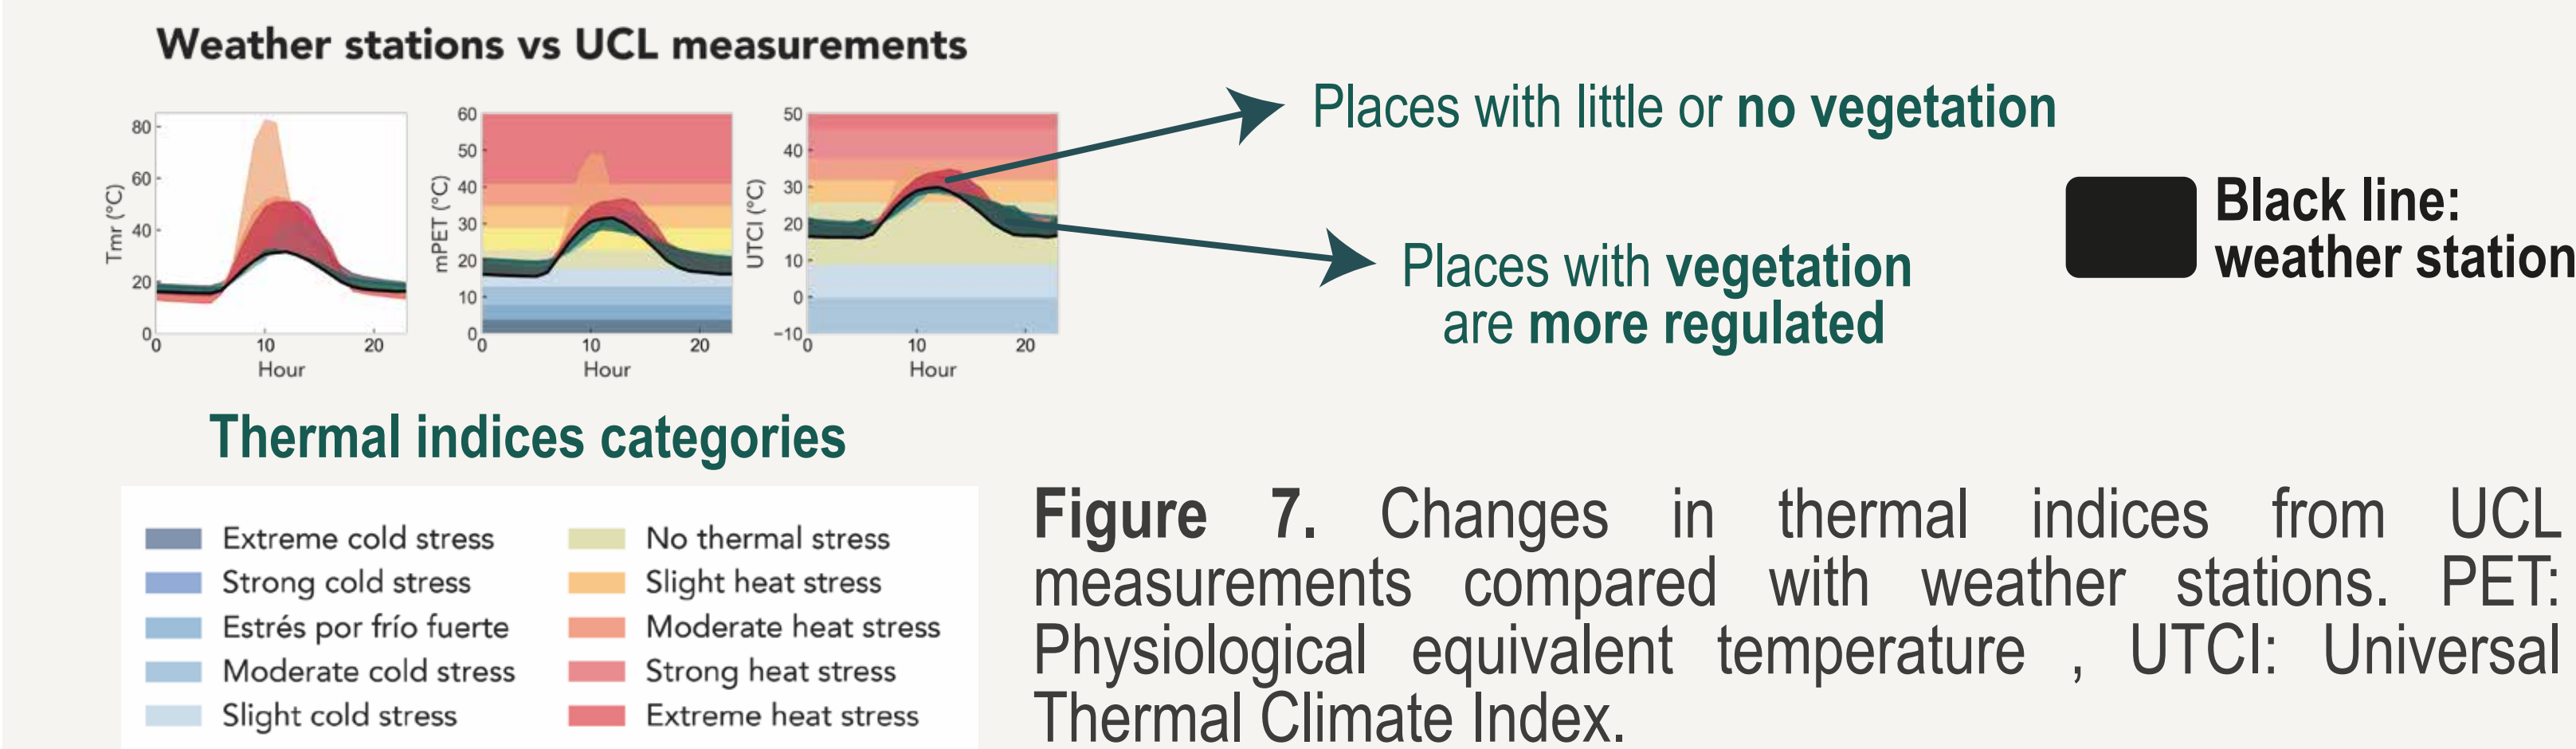 Weather stations vs UCL measurements
80
60
40
20
0
0
10
20
Tmr (°C)
Hour
60
50
40
30
20
10
0
0
10
20
mPET (°C)
Hour
50
40
30
20
10
0
−10
0
10
20
UTCI (°C)
Hour
Places with little or no vegetation
Places with vegetation
are more regulated
Black line:
weather station
Thermal indices categories
Extreme cold stress
Strong cold stress
Estrés por frío fuerte
Moderate cold stress
Slight cold stress
No thermal stress
Slight heat stress
Moderate heat stress
Strong heat stress
Extreme heat stress
Figure 7. Changes in thermal indices from UCL
measurements compared with weather stations. PET:
Physiological equivalent temperature , UTCI: Universal
Thermal Climate Index.